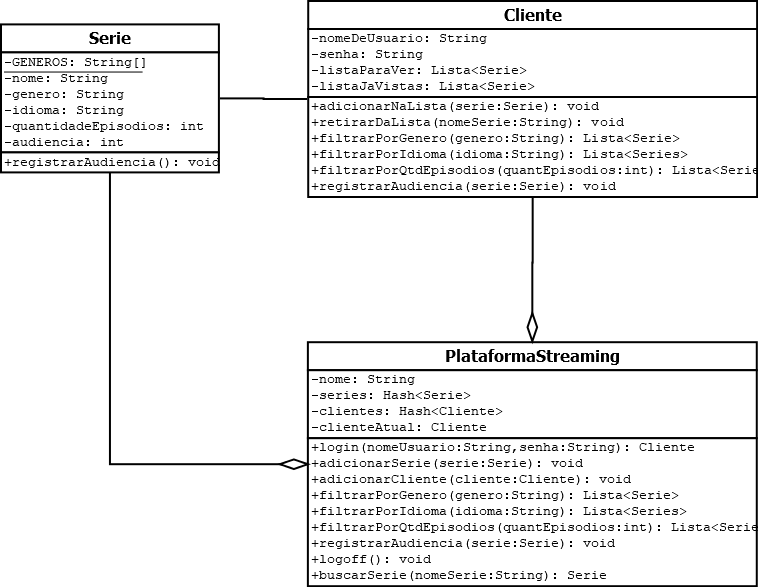 Serie
-GENEROS: String[]
-nome: String
-genero: String
-idioma: String
-quantidadeEpisodios: int
-audiencia: int
+registrarAudiencia(): void
Cliente
-nomeDeUsuario: String
-senha: String
-listaParaVer: Lista<Serie>
-listaJaVistas: Lista<Serie>
+adicionarNaLista(serie:Serie): void
+retirarDaLista(nomeSerie:String): void
+filtrarPorGenero(genero:String): Lista<Serie>
+filtrarPorIdioma(idioma:String): Lista<Series>
+filtrarPorQtdEpisodios(quantEpisodios:int): Lista<Serie
+registrarAudiencia(serie:Serie): void
PlataformaStreaming
-nome: String
-series: Hash<Serie>
-clientes: Hash<Cliente>
-clienteAtual: Cliente
+login(nomeUsuario:String,senha:String): Cliente
+adicionarSerie(serie:Serie): void
+adicionarCliente(cliente:Cliente): void
+filtrarPorGenero(genero:String): Lista<Serie>
+filtrarPorIdioma(idioma:String): Lista<Series>
+filtrarPorQtdEpisodios(quantEpisodios:int): Lista<Serie
+registrarAudiencia(serie:Serie): void
+logoff(): void
+buscarSerie(nomeSerie:String): Serie